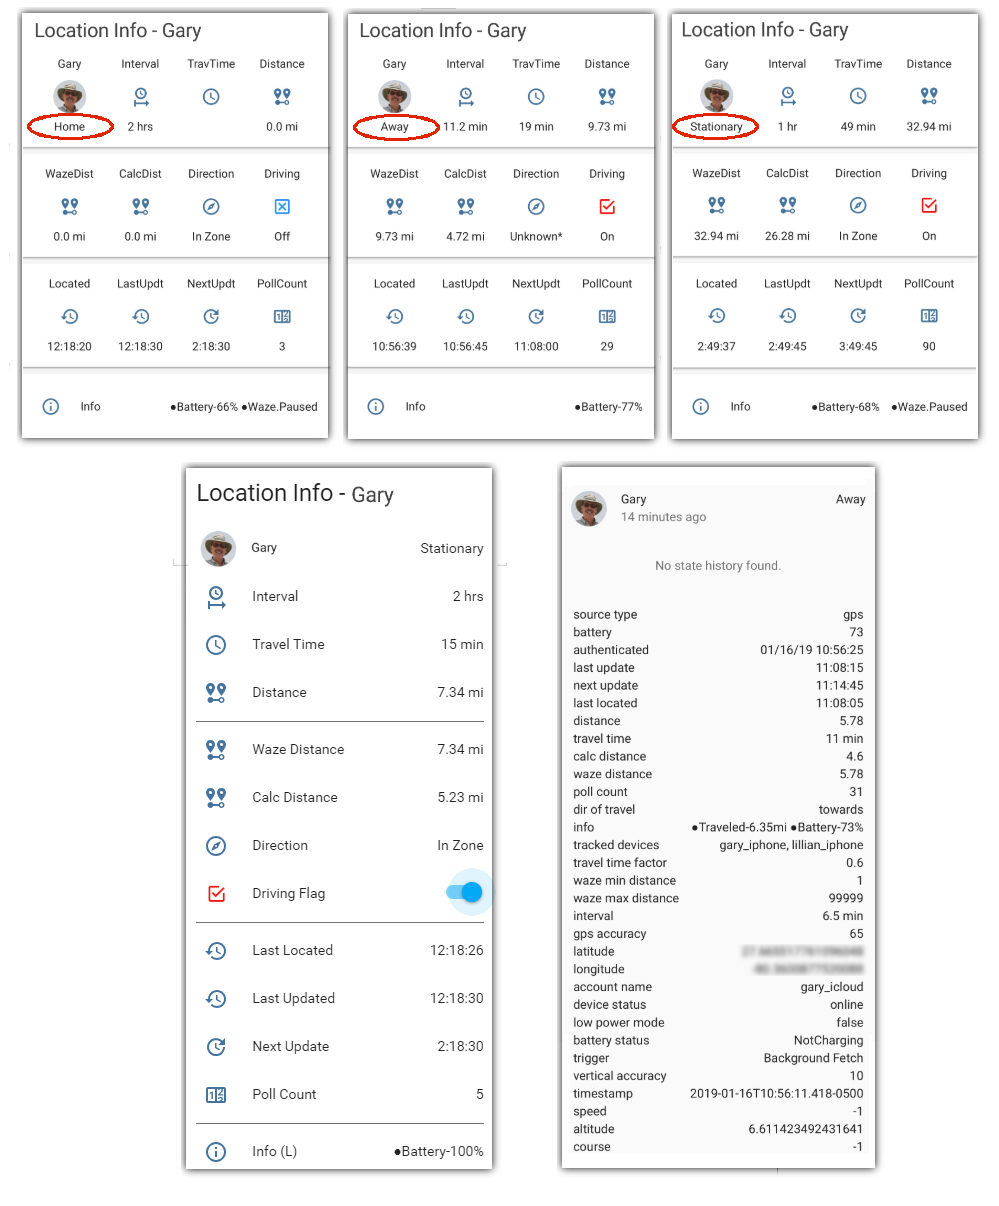 Location Info - Gary
Gary Interval TravTime Distance
Home 2 hrs 0.0 mi
WazeDist CalcDist Direction Driving
0.0 mi 0.0 mi In Zone Off
Located LastUpdt NextUpdt PollCount
12:18:20 12:18:30 2:18:30 3
Info ●Battery-66% ●Waze.Paused
Location Info - Gary
Gary Interval TravTime Distance
Away 11.2 min 19 min 9.73 mi
WazeDist CalcDist Direction Driving
9.73 mi 4.72 mi Unknown* On
Located LastUpdt NextUpdt PollCount
10:56:39 10:56:45 11:08:00 29
Info ●Battery-77%
Location Info - Gary
Gary Interval TravTime Distance
Stationary 1 hr 49 min 32.94 mi
WazeDist CalcDist Direction Driving
32.94 mi 26.28 mi In Zone On
Located LastUpdt NextUpdt PollCount
2:49:37 2:49:45 3:49:45 90
Info ●Battery-68% ●Waze.Paused
Location Info - Gary
Gary Stationary
Interval 2 hrs
Travel Time 15 min
Distance 7.34 mi
Waze Distance 7.34 mi
Calc Distance 5.23 mi
Direction In Zone
Driving Flag
Last Located 12:18:26
Last Updated 12:18:30
Next Update 2:18:30
Poll Count 5
Info (L) ●Battery-100%
Gary Away
14 minutes ago
No state history found.
source type gps
battery 73
authenticated 01/16/19 10:56:25
last update 11:08:15
next update 11:14:45
last located 11:08:05
distance 5.78
travel time 11 min
calc distance 4.6
waze distance 5.78
poll count 31
dir of travel towards
info ●Traveled-6.35mi ●Battery-73%
tracked devices gary_iphone, lillian_iphone
travel time factor 0.6
waze min distance 1
waze max distance 99999
interval 6.5 min
gps accuracy 65
latitude
longitude
account name gary_icloud
device status online
low power mode false
battery status NotCharging
trigger Background Fetch
vertical accuracy 10
timestamp 2019-01-16T10:56:11.418-0500
speed -1
altitude 6.611423492431641
course -1